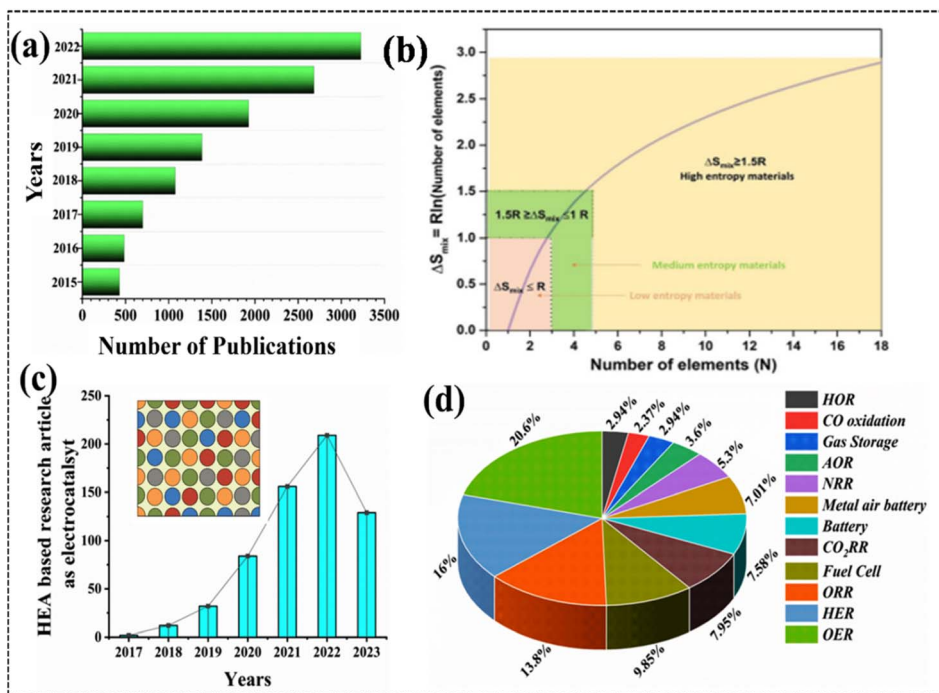 (a)
Years
2022
2021
2020
2019
2018
2017
2016
2015
0 500 1000 1500 2000 2500 3000 3500
Number of Publications
(b)
ΔSmix = Rln(Number of elements)
3.0
2.5
2.0
1.5
1.0
0.5
0.0
ΔSmix≥1.5R
High entropy materials
1.5R ≥ΔSmix ≤1 R
Medium entropy materials
ΔSmix ≤ R
Low entropy materials
0 2 4 6 8 10 12 14 16 18
Number of elements (N)
(c)
HEA based research article
as electrocatalsyt
250
200
150
100
50
0
2017 2018 2019 2020 2021 2022 2023
Years
(d)
20.6%
2.94%
2.37%
2.94%
3.6%
5.3%
7.01%
7.58%
7.95%
9.85%
13.8%
16%
HOR
CO oxidation
Gas Storage
AOR
NRR
Metal air battery
Battery
CO₂RR
Fuel Cell
ORR
HER
OER